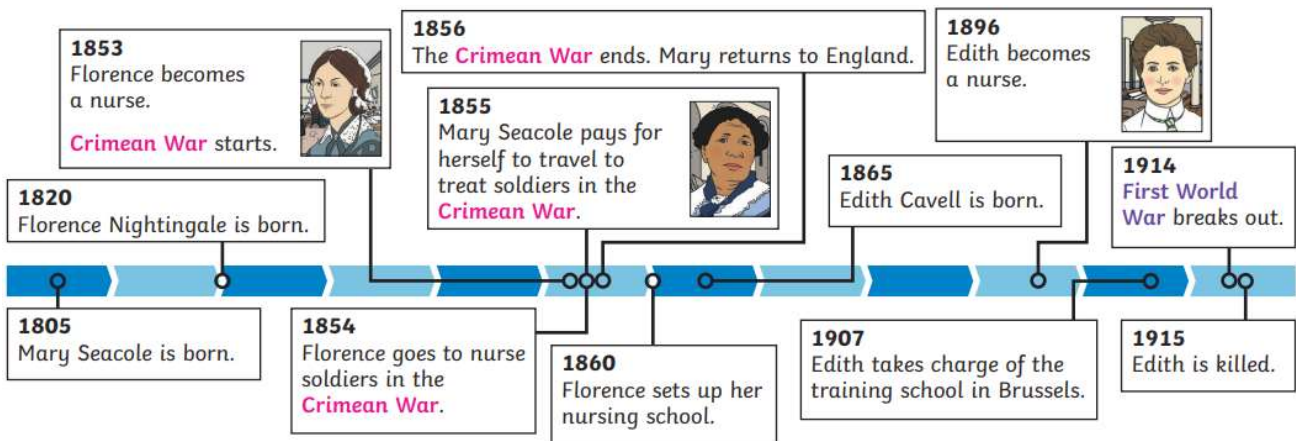 1853
Florence becomes
a nurse.
Crimean War starts.
1856
The Crimean War ends. Mary returns to England.
1896
Edith becomes
a nurse.
1855
Mary Seacole pays for
herself to travel to
treat soldiers in the
Crimean War.
1820
Florence Nightingale is born.
1865
Edith Cavell is born.
1914
First World
War breaks out.
1805
Mary Seacole is born.
1854
Florence goes to nurse
soldiers in the
Crimean War.
1860
Florence sets up her
nursing school.
1907
Edith takes charge of the
training school in Brussels.
1915
Edith is killed.